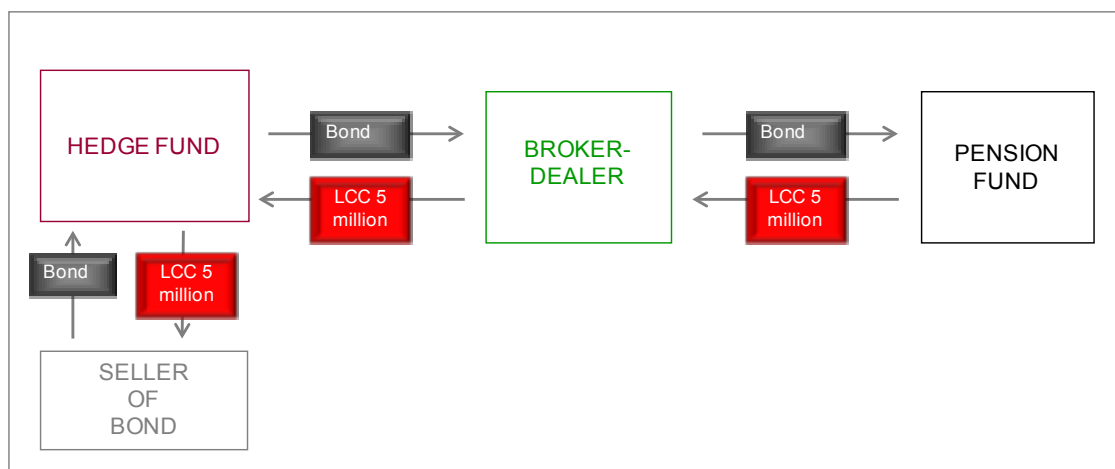 HEDGE FUND
Bond
LCC 5
million
BROKER-
DEALER
Bond
LCC 5
million
PENSION
FUND
Bond
LCC 5
million
SELLER
OF
BOND